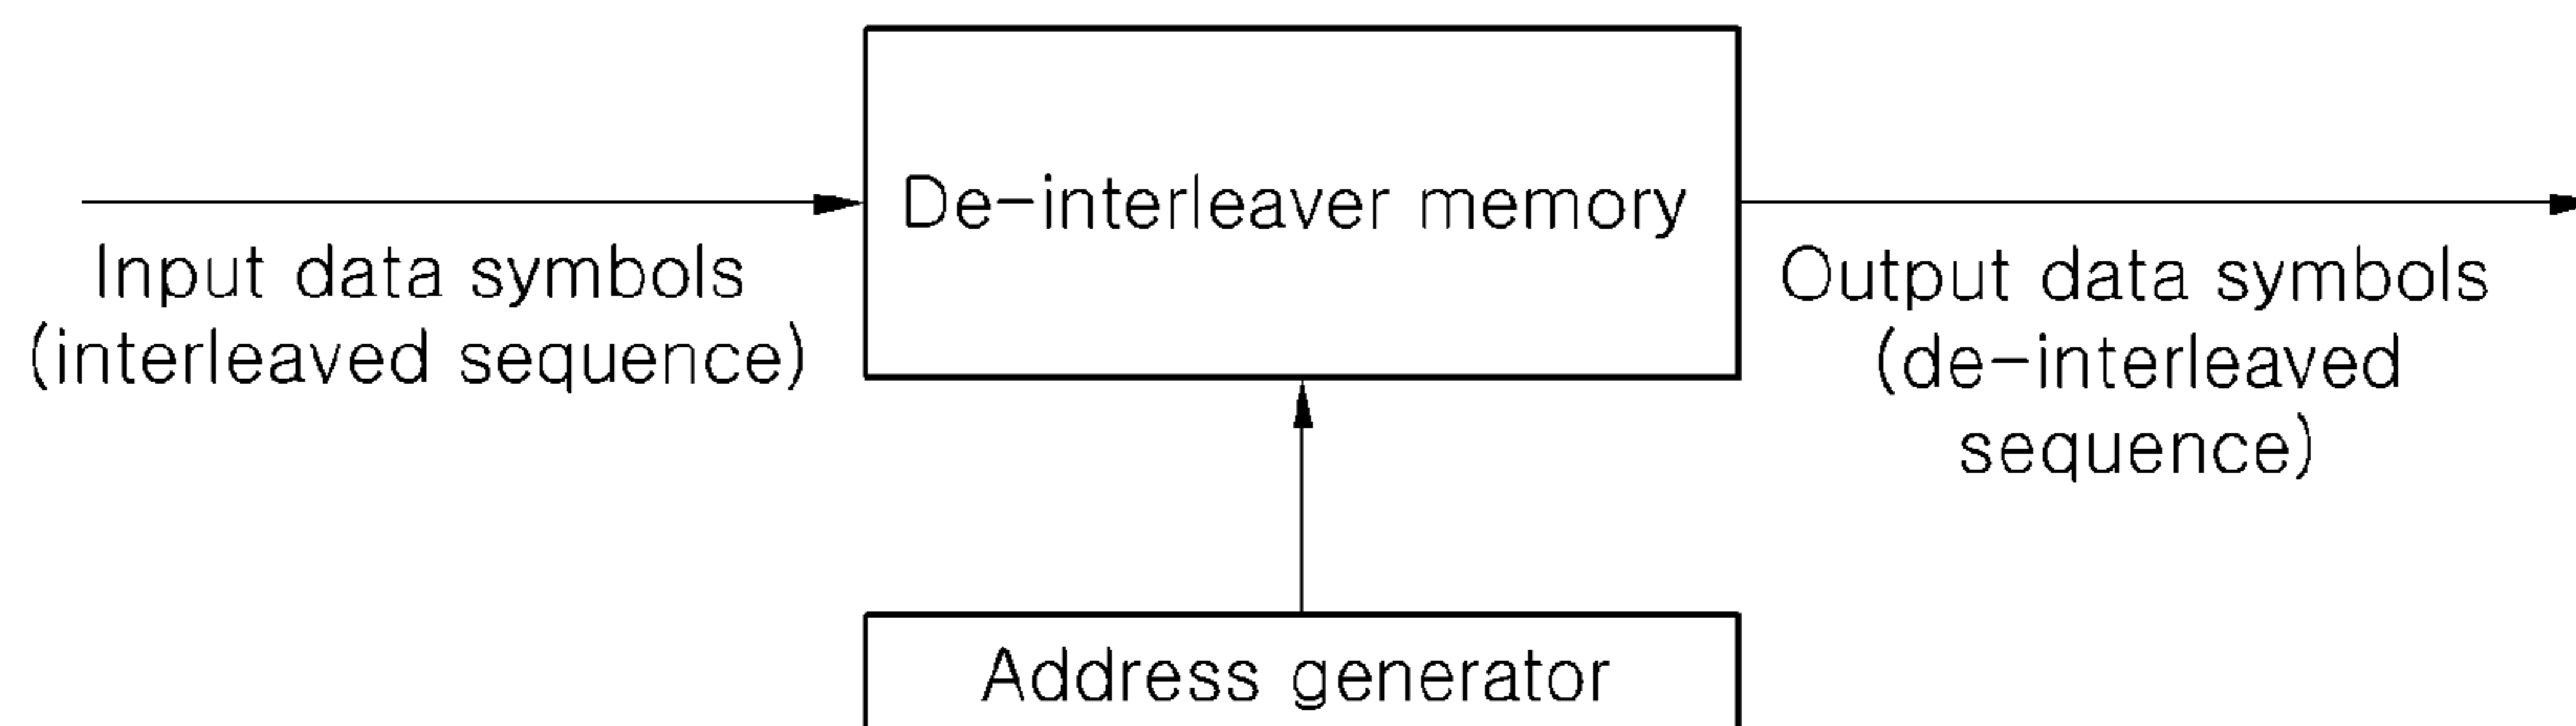 De-interleaver memory
Input data symbols
(interleaved sequence)
Output data symbols
(de-interleaved
sequence)
Address generator